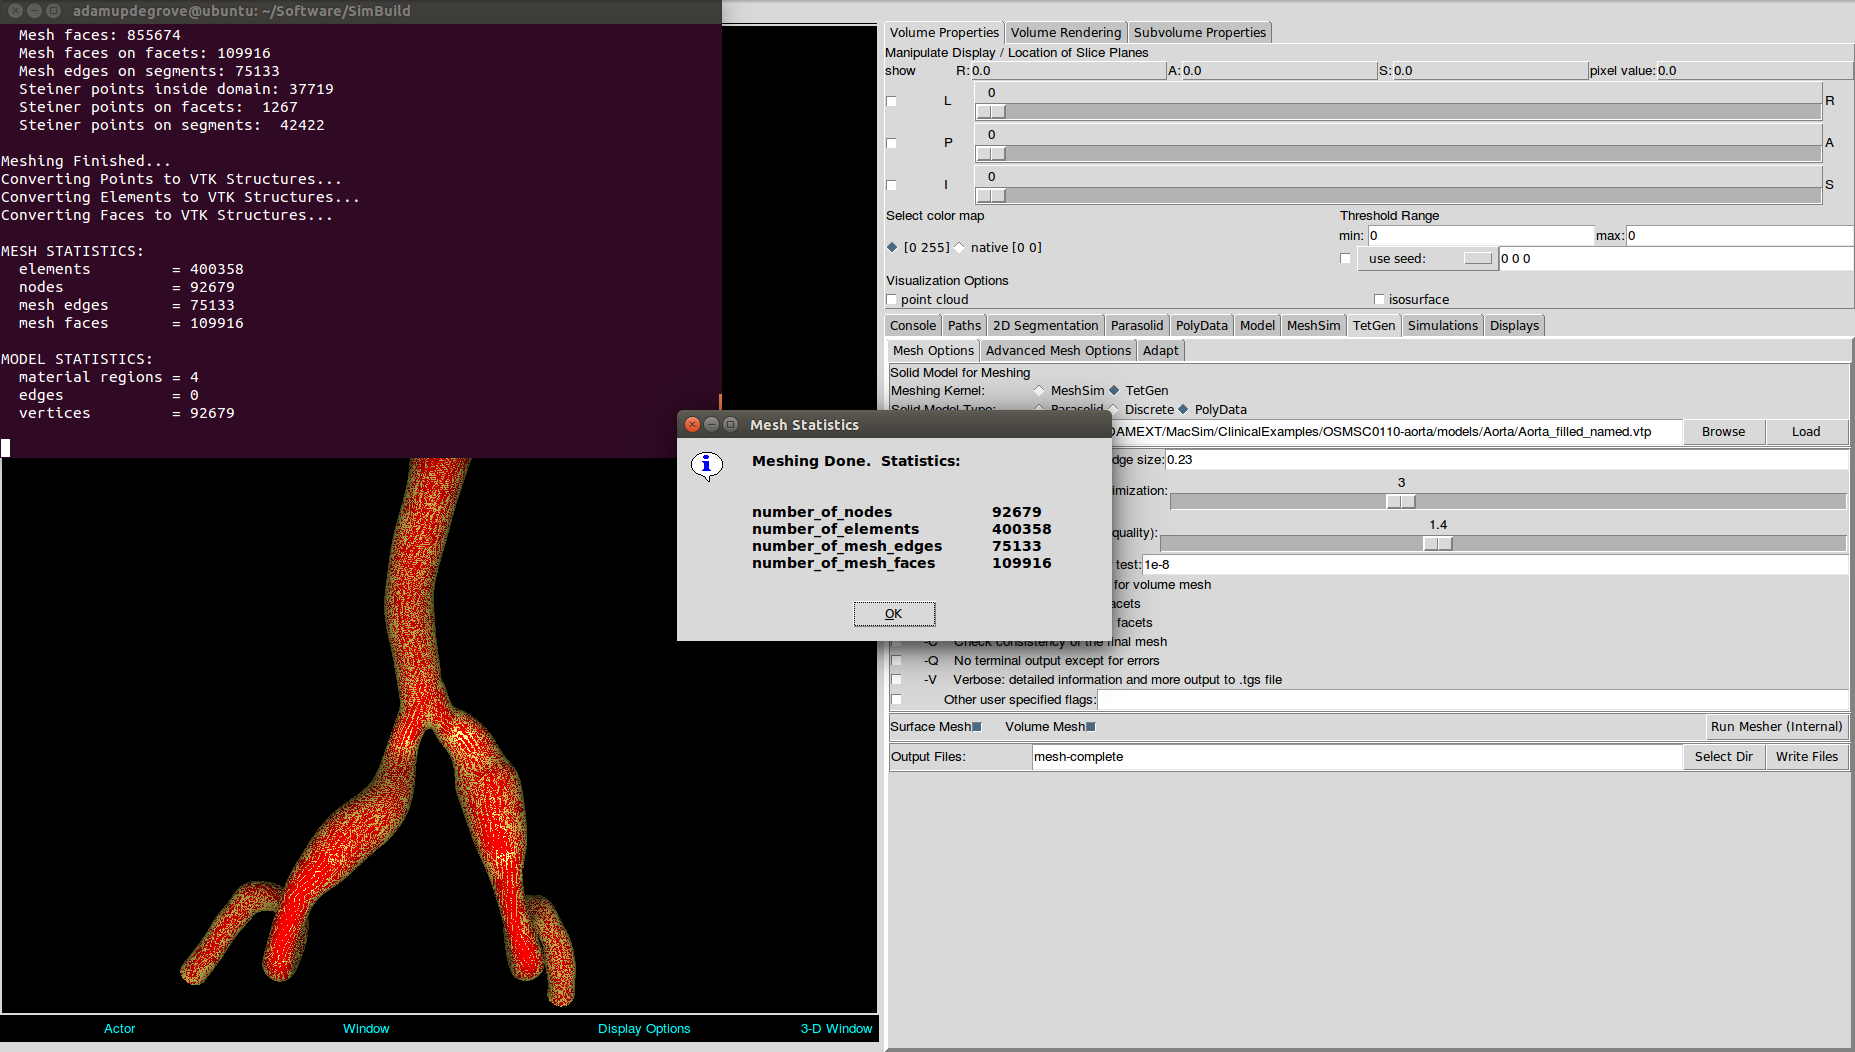 adamupdegrove@ubuntu: ~/Software/SimBuild
Mesh faces: 855674
Mesh faces on facets: 109916
Mesh edges on segments: 75133
Steiner points inside domain: 37719
Steiner points on facets:  1267
Steiner points on segments:  42422
Meshing Finished...
Converting Points to VTK Structures...
Converting Elements to VTK Structures...
Converting Faces to VTK Structures...
MESH STATISTICS:
elements = 400358
nodes = 92679
mesh edges = 75133
mesh faces = 109916
MODEL STATISTICS:
material regions = 4
edges = 0
vertices = 92679
Actor Window Display Options 3-D Window
Volume Properties Volume Rendering Subvolume Properties
Manipulate Display / Location of Slice Planes
show R: 0.0 A: 0.0 S: 0.0 pixel value: 0.0
0
L R
0
P A
0
I S
Select color map Threshold Range
min: 0 max: 0
[0 255] native [0 0]
use seed: 0 0 0
Visualization Options
point cloud isosurface
Console Paths 2D Segmentation Parasolid PolyData Model MeshSim TetGen Simulations Displays
Mesh Options Advanced Mesh Options Adapt
Solid Model for Meshing
Meshing Kernel: MeshSim TetGen
Solid Model Type: Parasolid Discrete PolyData
DAMEXT/MacSim/ClinicalExamples/OSMSC0110-aorta/models/Aorta/Aorta_filled_named.vtp Browse Load
dge size: 0.23
3
imization:
1.4
quality):
test: 1e-8
for volume mesh
acets
facets
-C Check consistency of the final mesh
-Q No terminal output except for errors
-V Verbose: detailed information and more output to .tgs file
Other user specified flags:
Surface Mesh Volume Mesh Run Mesher (Internal)
Output Files: mesh-complete Select Dir Write Files
Mesh Statistics
Meshing Done.  Statistics:
number_of_nodes 92679
number_of_elements 400358
number_of_mesh_edges 75133
number_of_mesh_faces 109916
OK